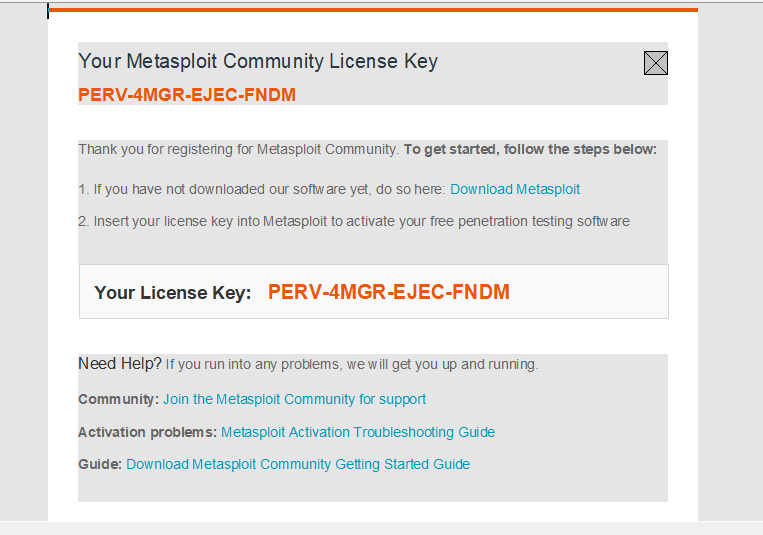 Your Metasploit Community License Key
PERV-4MGR-EJEC-FNDM
Thank you for registering for Metasploit Community. To get started, follow the steps below:
1. If you have not downloaded our software yet, do so here: Download Metasploit
2. Insert your license key into Metasploit to activate your free penetration testing software
Your License Key: PERV-4MGR-EJEC-FNDM
Need Help? If you run into any problems, we will get you up and running.
Community: Join the Metasploit Community for support
Activation problems: Metasploit Activation Troubleshooting Guide
Guide: Download Metasploit Community Getting Started Guide